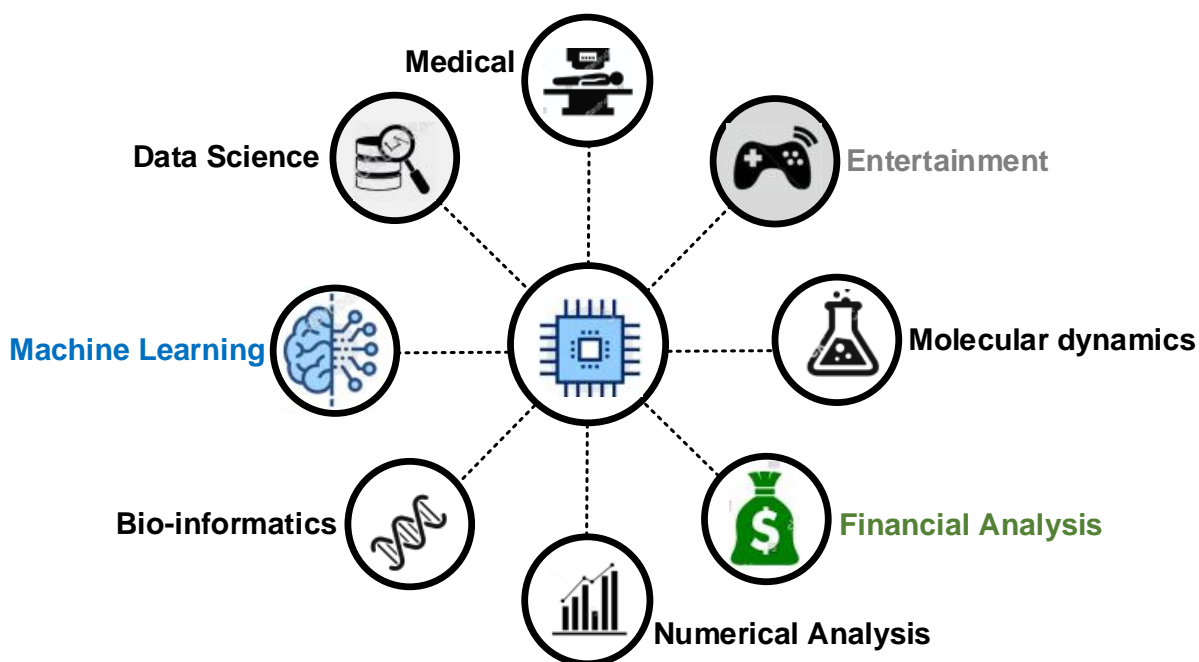 Medical
Data Science
Entertainment
Machine Learning
Molecular dynamics
Bio-informatics
$
Financial Analysis
Numerical Analysis